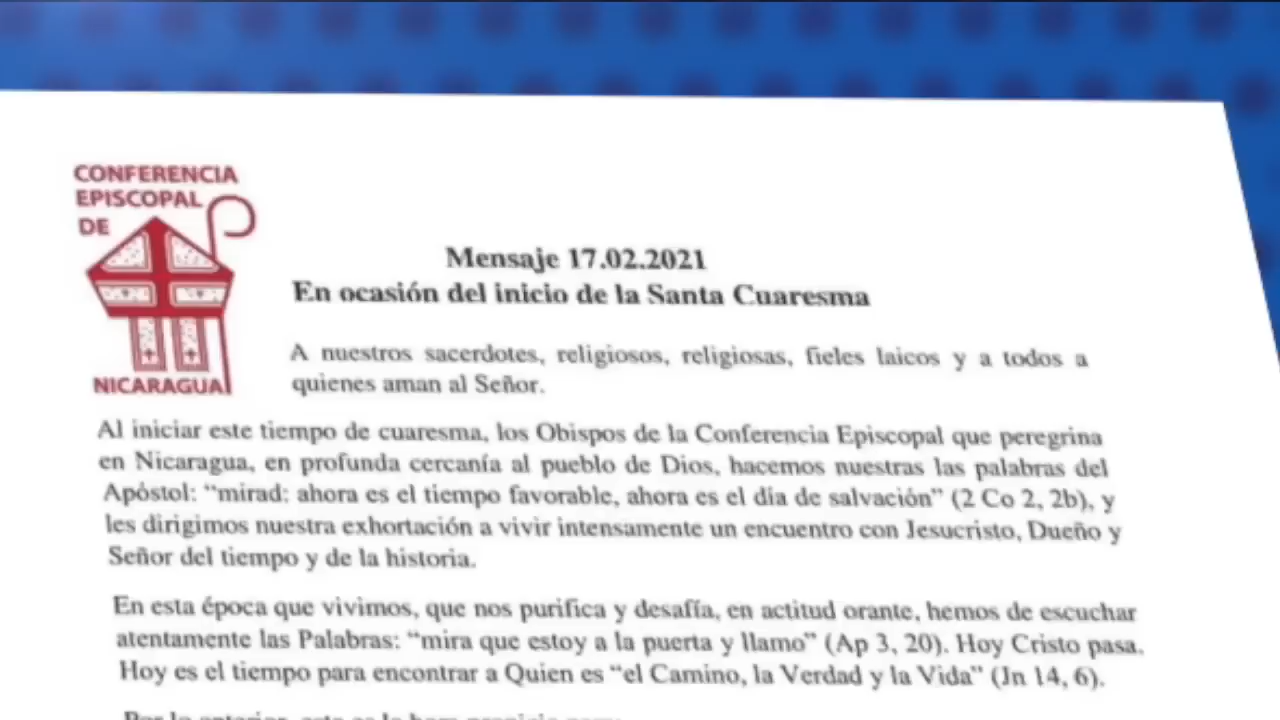 CONFERENCIA
EPISCOPAL
DE
NICARAGUA
Mensaje 17.02.2021
En ocasión del inicio de la Santa Cuaresma
A nuestros sacerdotes, religiosos, religiosas, fieles laicos y a todos a
quienes aman al Señor.
Al iniciar este tiempo de cuaresma, los Obispos de la Conferencia Episcopal que peregrina
en Nicaragua, en profunda cercanía al pueblo de Dios, hacemos nuestras las palabras del
Apóstol: “mirad: ahora es el tiempo favorable, ahora es el día de salvación” (2 Co 2, 2b), y
les dirigimos nuestra exhortación a vivir intensamente un encuentro con Jesucristo, Dueño y
Señor del tiempo y de la historia.
En esta época que vivimos, que nos purifica y desafía, en actitud orante, hemos de escuchar
atentamente las Palabras: “mira que estoy a la puerta y llamo” (Ap 3, 20). Hoy Cristo pasa.
Hoy es el tiempo para encontrar a Quien es “el Camino, la Verdad y la Vida” (Jn 14, 6).